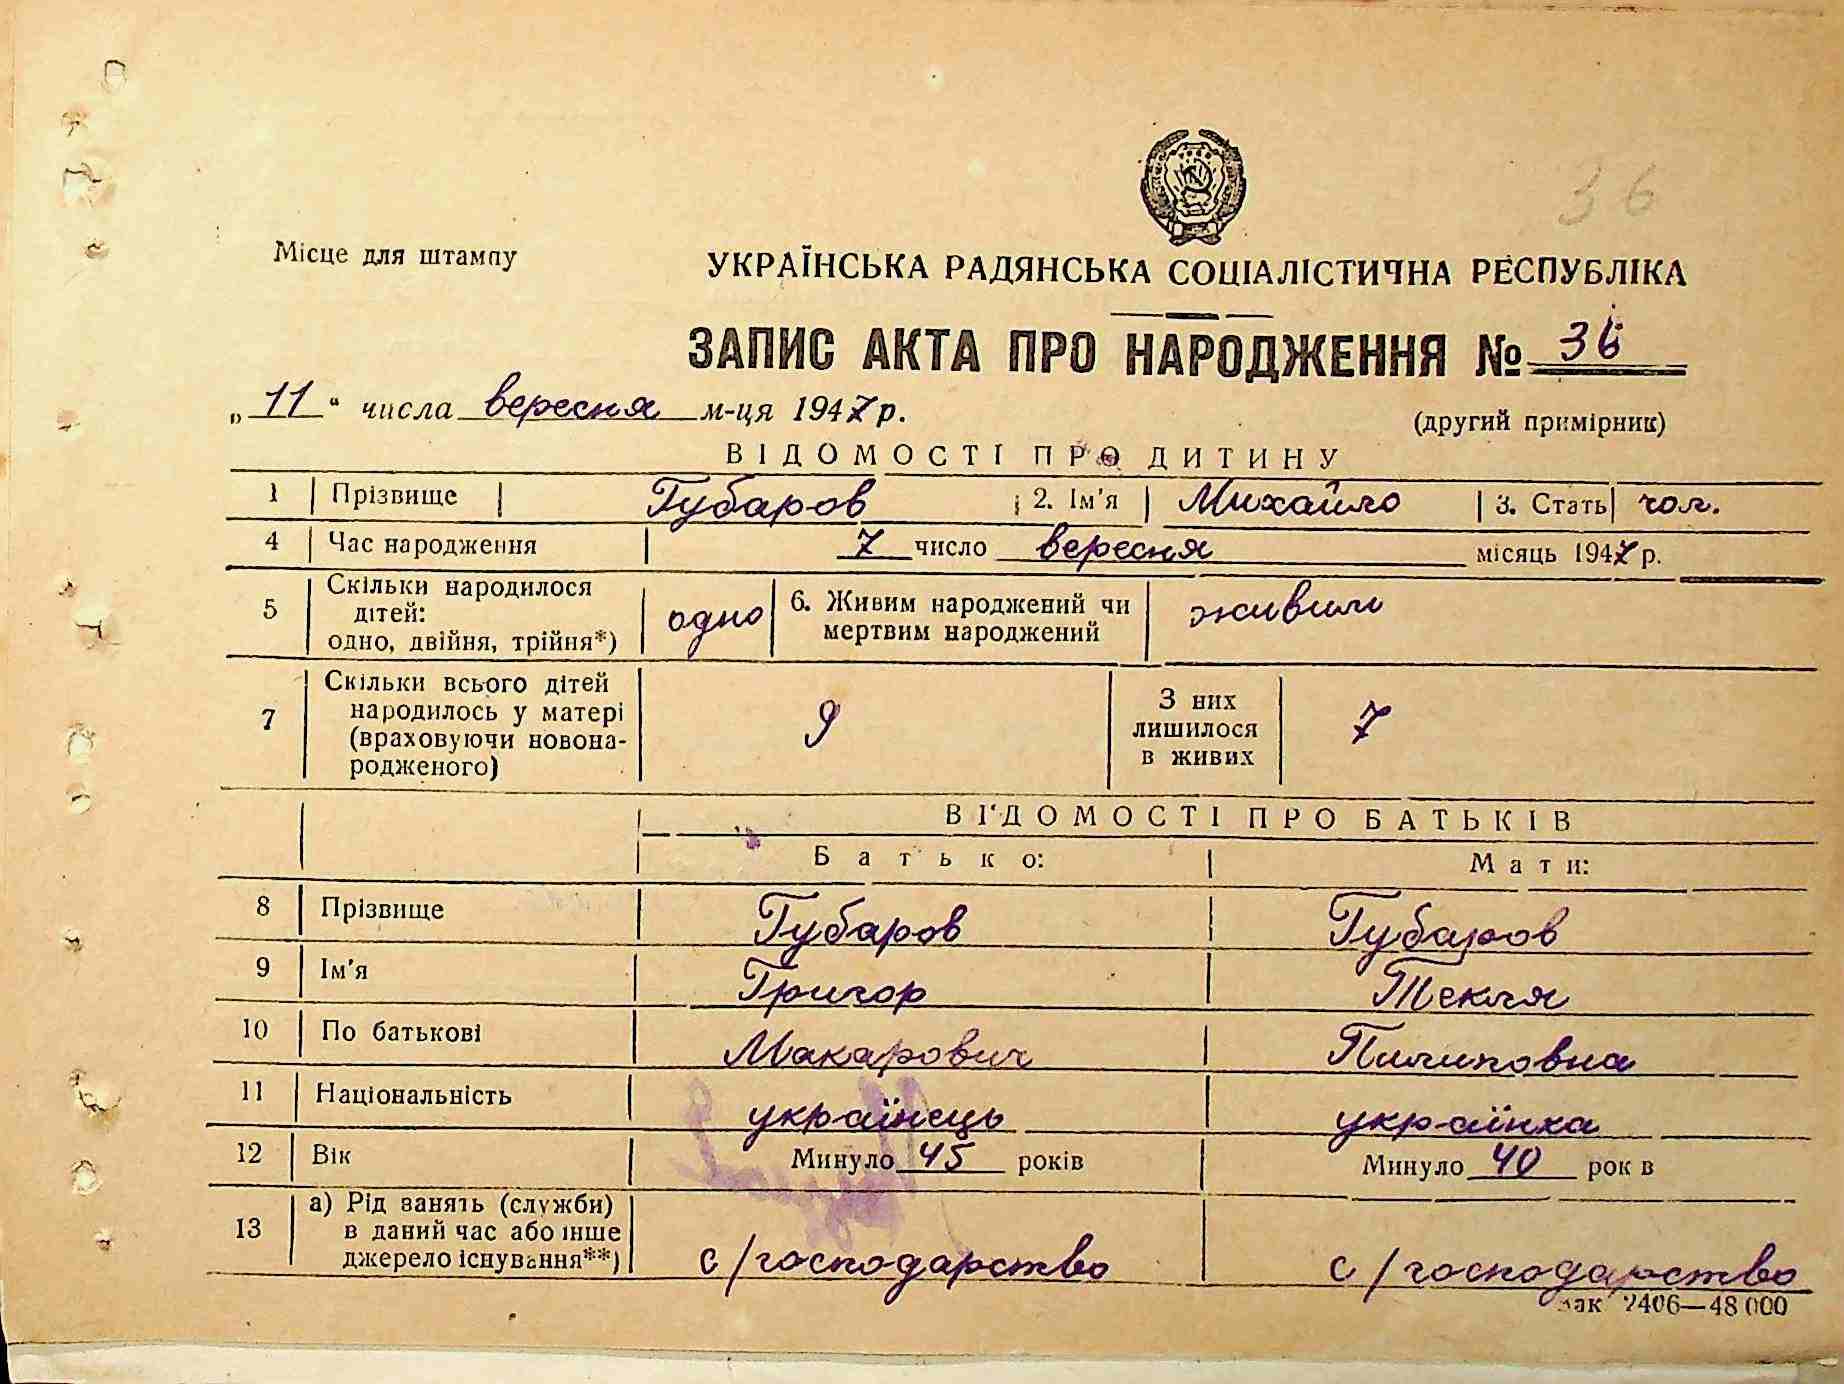 36
Місце для штампу
УКРАЇНСЬКА РАДЯНСЬКА СОЦІАЛІСТИЧНА РЕСПУБЛІКА
ЗАПИС АКТА ПРО НАРОДЖЕННЯ № 36
„ 11 “ числа вересня м-ця 1947 р.
(другий примірник)
ВІДОМОСТІ ПРО ДИТИНУ
1 Прізвище Губаров 2. Ім'я Михайло 3. Стать чол.
4 Час народження 7 число вересня місяць 1947 р.
5 Скільки народилося дітей: одно, двійня, трійня*) одно 6. Живим народжений чи мертвим народжений живим
7 Скільки всього дітей народилось у матері (враховуючи новонародженого) 9 З них лишилося в живих 7
ВІДОМОСТІ ПРО БАТЬКІВ
Батько: Мати:
8 Прізвище Губаров Губаров
9 Ім'я Григор Текля
10 По батькові Макарович Пилиповна
11 Національність українець українка
12 Вік Минуло 45 років Минуло 40 рок в
13 а) Рід занять (служби) в даний час або інше джерело існування**) с/господарство с/господарство
зак 2406—48 000